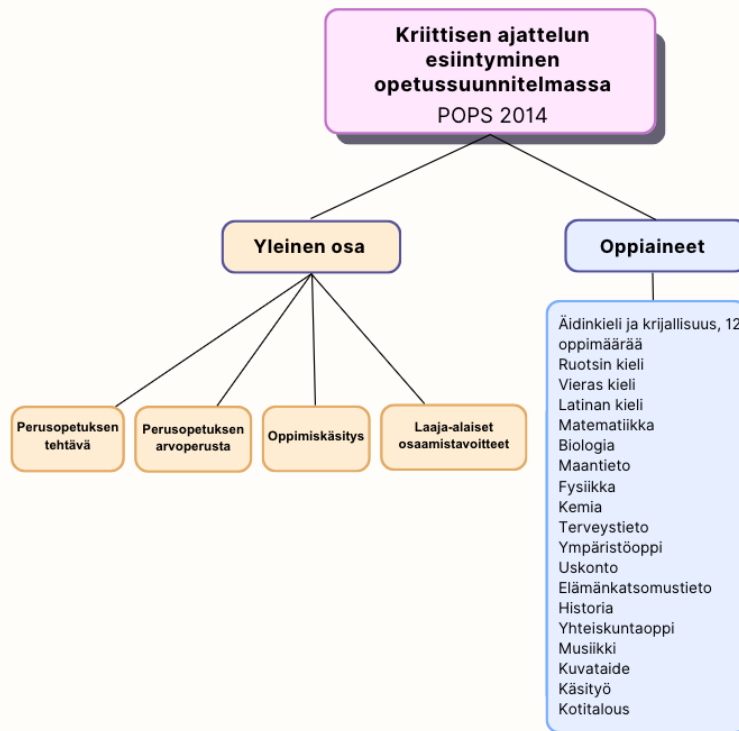 Kriittisen ajattelun
esiintyminen
opetussuunnitelmassa
POPS 2014
Yleinen osa
Oppiaineet
Perusopetuksen
tehtävä
Perusopetuksen
arvoperusta
Oppimiskäsitys
Laaja-alaiset
osaamistavoitteet
Äidinkieli ja krijallisuus, 12
oppimäärää
Ruotsin kieli
Vieras kieli
Latinan kieli
Matematiikka
Biologia
Maantieto
Fysiikka
Kemia
Terveystieto
Ympäristöoppi
Uskonto
Elämänkatsomustieto
Historia
Yhteiskuntaoppi
Musiikki
Kuvataide
Käsityö
Kotitalous